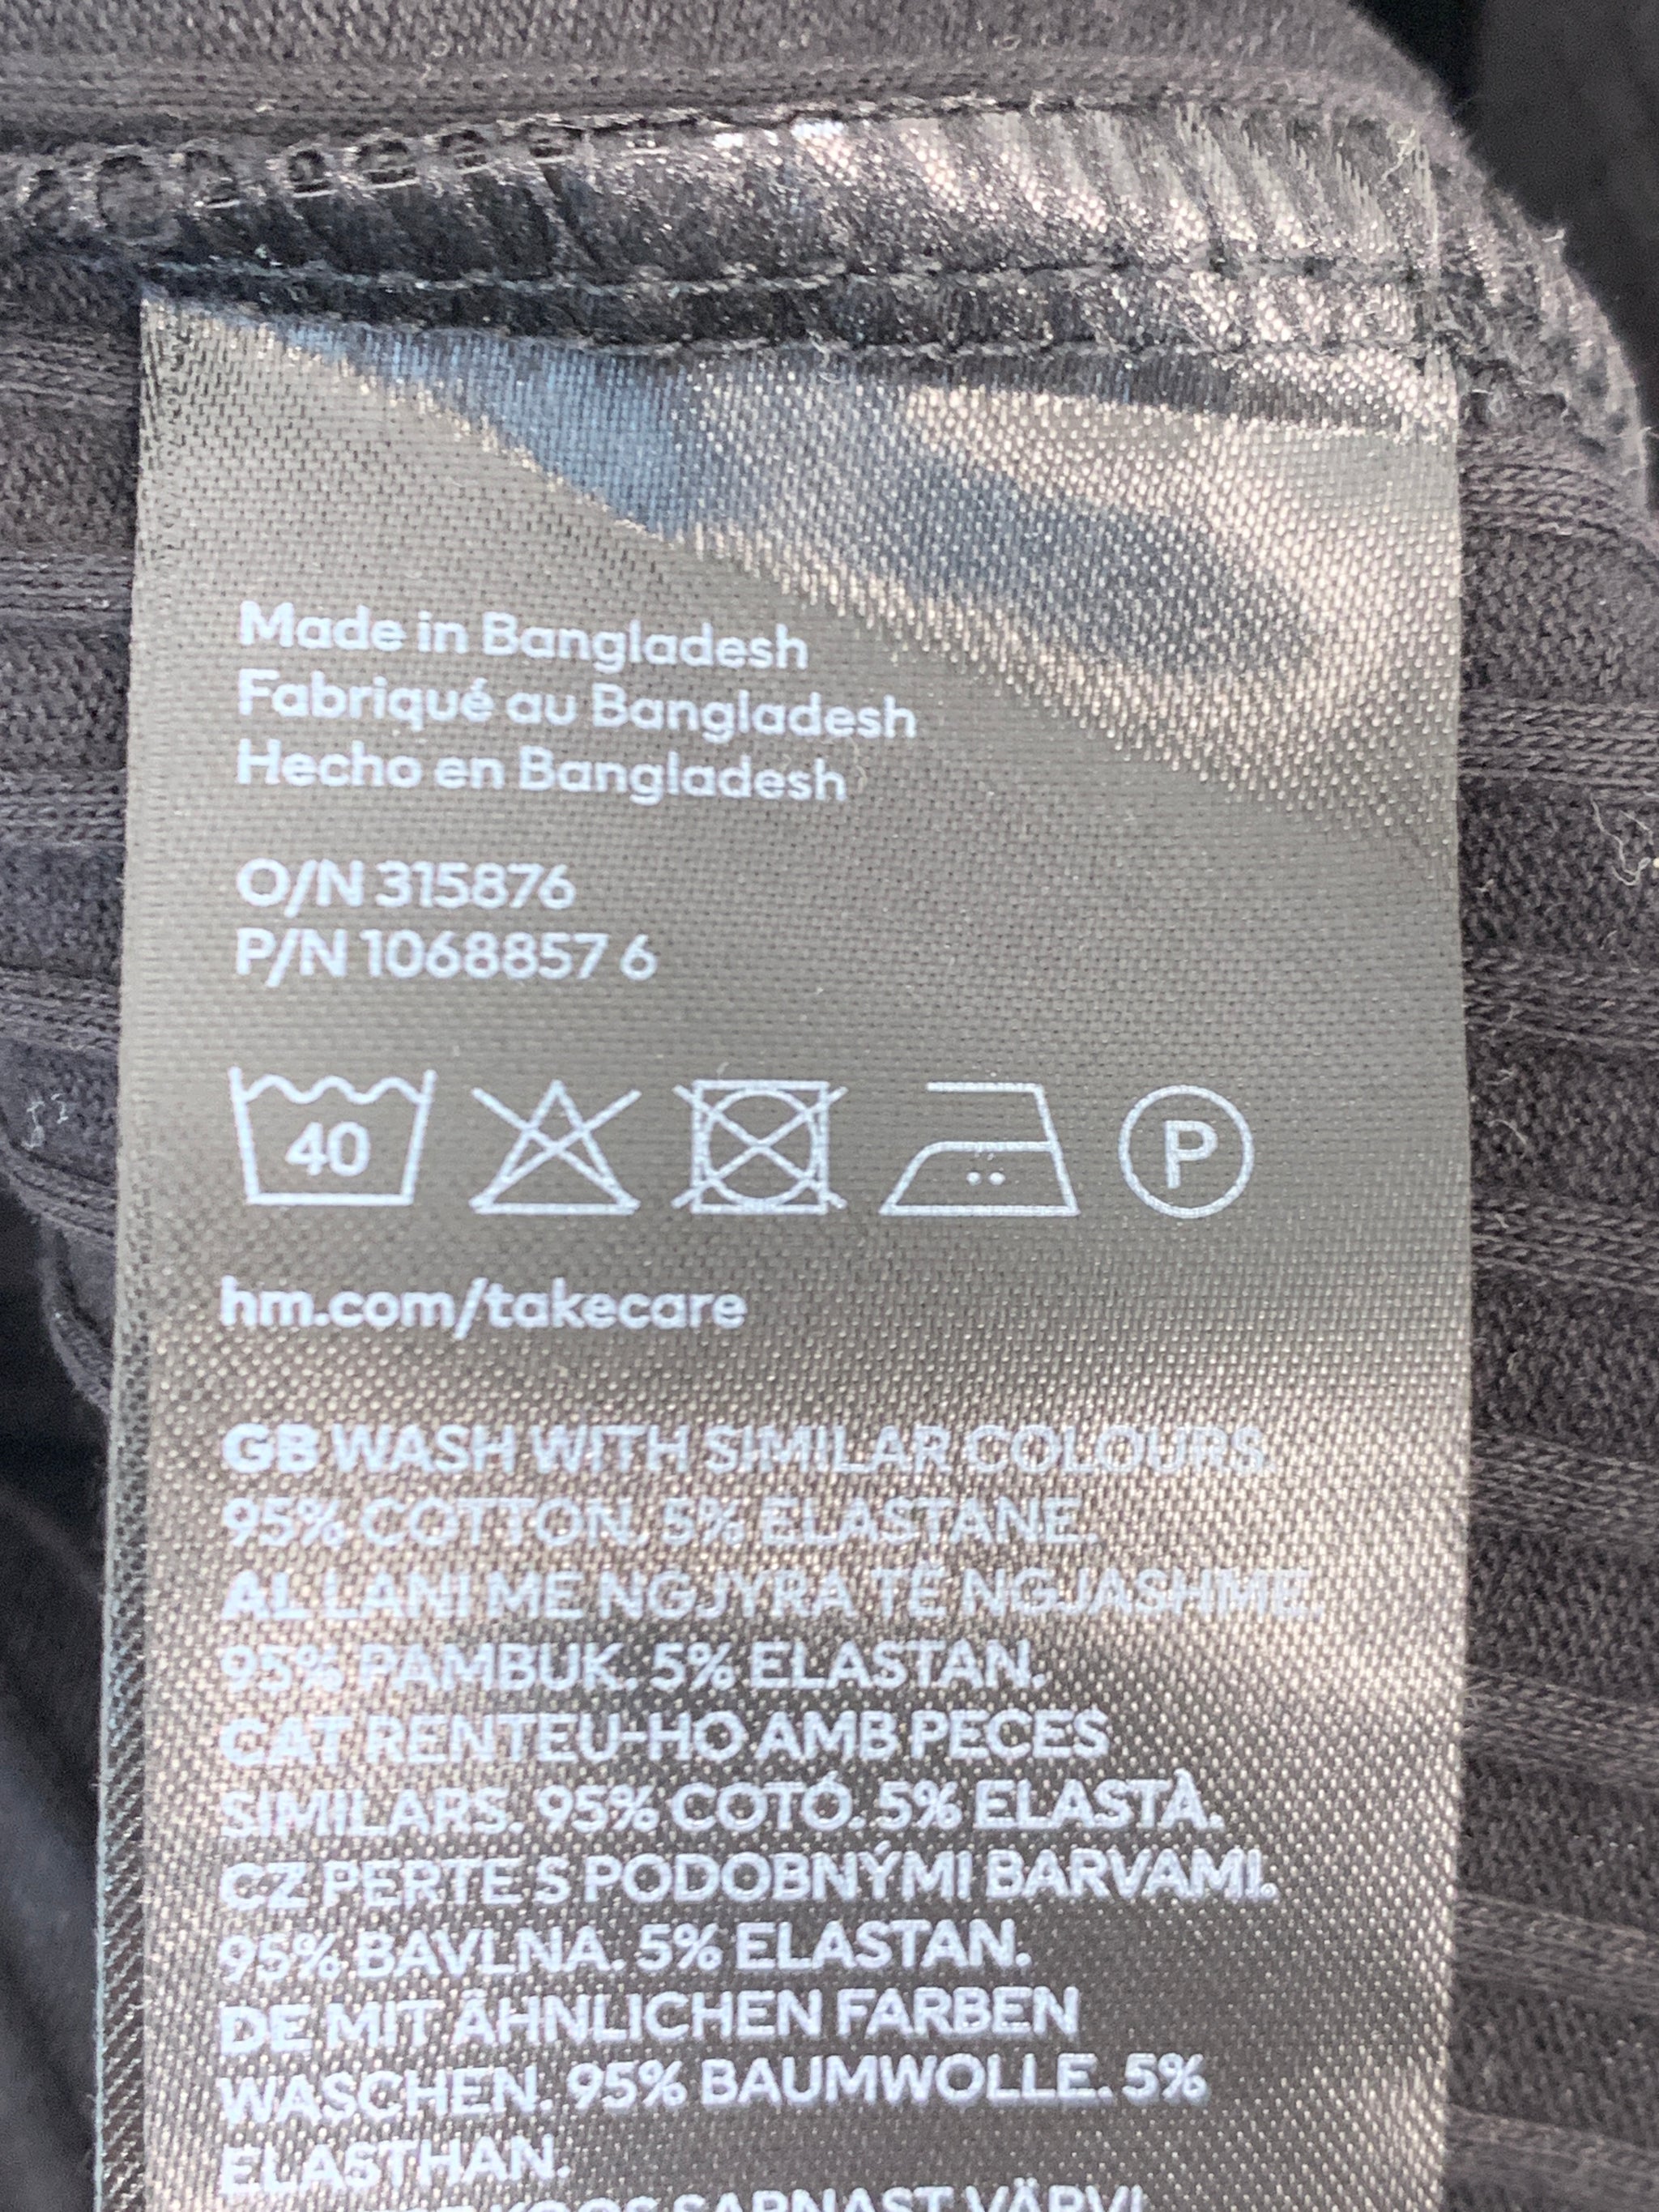 Made in Bangladesh
Fabriqué au Bangladesh
Hecho en Bangladesh
O/N 315876
P/N 1068857 6
40
P
hm.com/takecare
GB WASH WITH SIMILAR COLOURS.
95% COTTON. 5% ELASTANE.
AL LANI ME NGJYRA TË NGJASHME.
95% PAMBUK. 5% ELASTAN.
CAT RENTEU-HO AMB PECES
SIMILARS. 95% COTÓ. 5% ELASTÀ.
CZ PERTE S PODOBNÝMI BARVAMI.
95% BAVLNA. 5% ELASTAN.
DE MIT ÄHNLICHEN FARBEN
WASCHEN. 95% BAUMWOLLE. 5%
ELASTHAN.
KOOS SARNAST VÄRVI